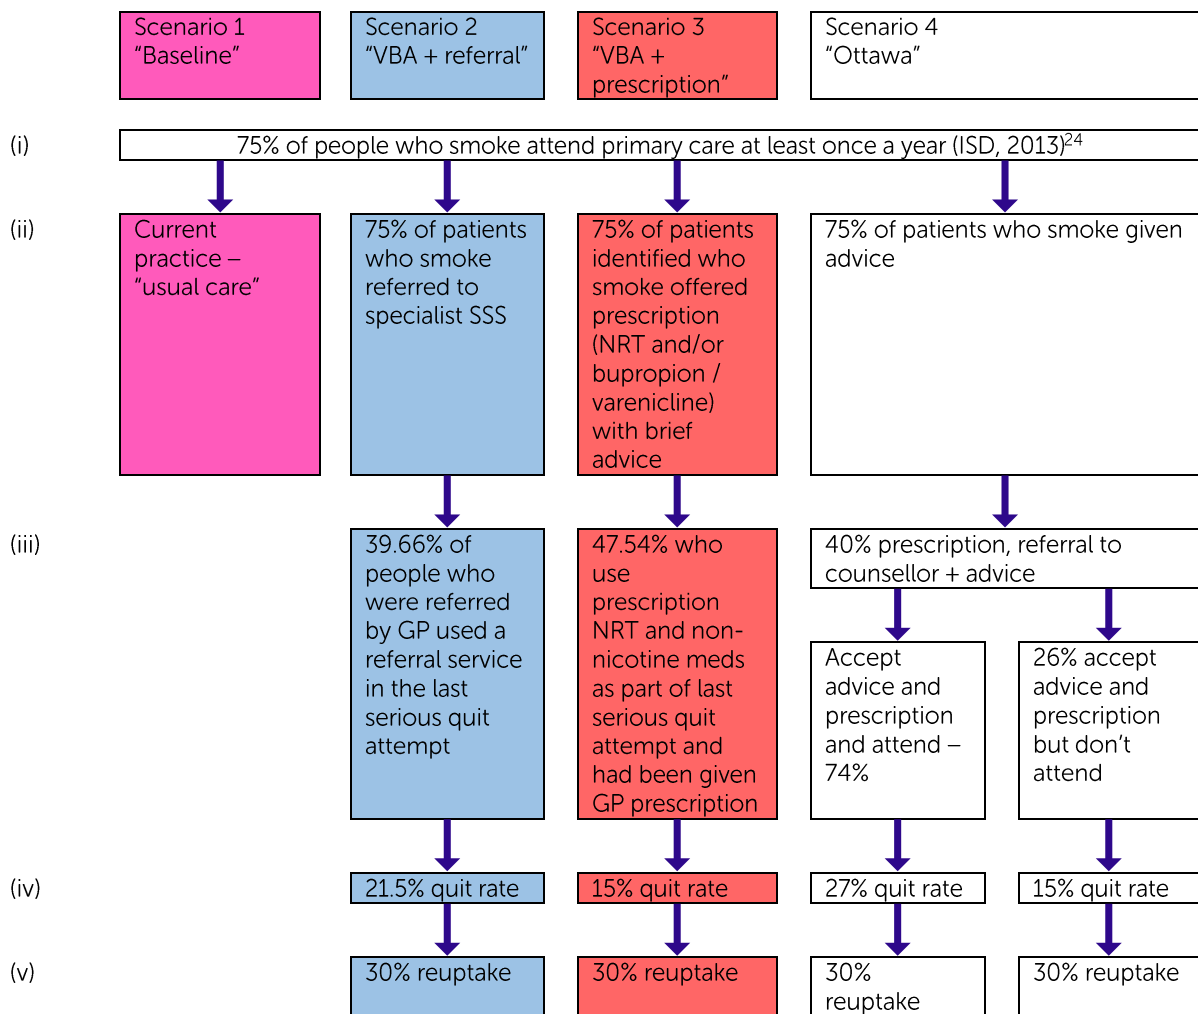 Scenario 1
“Baseline”
Scenario 2
“VBA + referral”
Scenario 3
“VBA +
prescription”
Scenario 4
“Ottawa”
(i)
75% of people who smoke attend primary care at least once a year (ISD, 2013)24
(ii)
Current
practice –
“usual care”
75% of patients
who smoke
referred to
specialist SSS
75% of patients
identified who
smoke offered
prescription
(NRT and/or
bupropion /
varenicline)
with brief
advice
75% of patients who smoke given
advice
(iii)
39.66% of
people who
were referred
by GP used a
referral service
in the last
serious quit
attempt
47.54% who
use
prescription
NRT and non-
nicotine meds
as part of last
serious quit
attempt and
had been given
GP prescription
40% prescription, referral to
counsellor + advice
Accept
advice and
prescription
and attend –
74%
26% accept
advice and
prescription
but don’t
attend
(iv)
21.5% quit rate
15% quit rate
27% quit rate
15% quit rate
(v)
30% reuptake
30% reuptake
30%
reuptake
30% reuptake